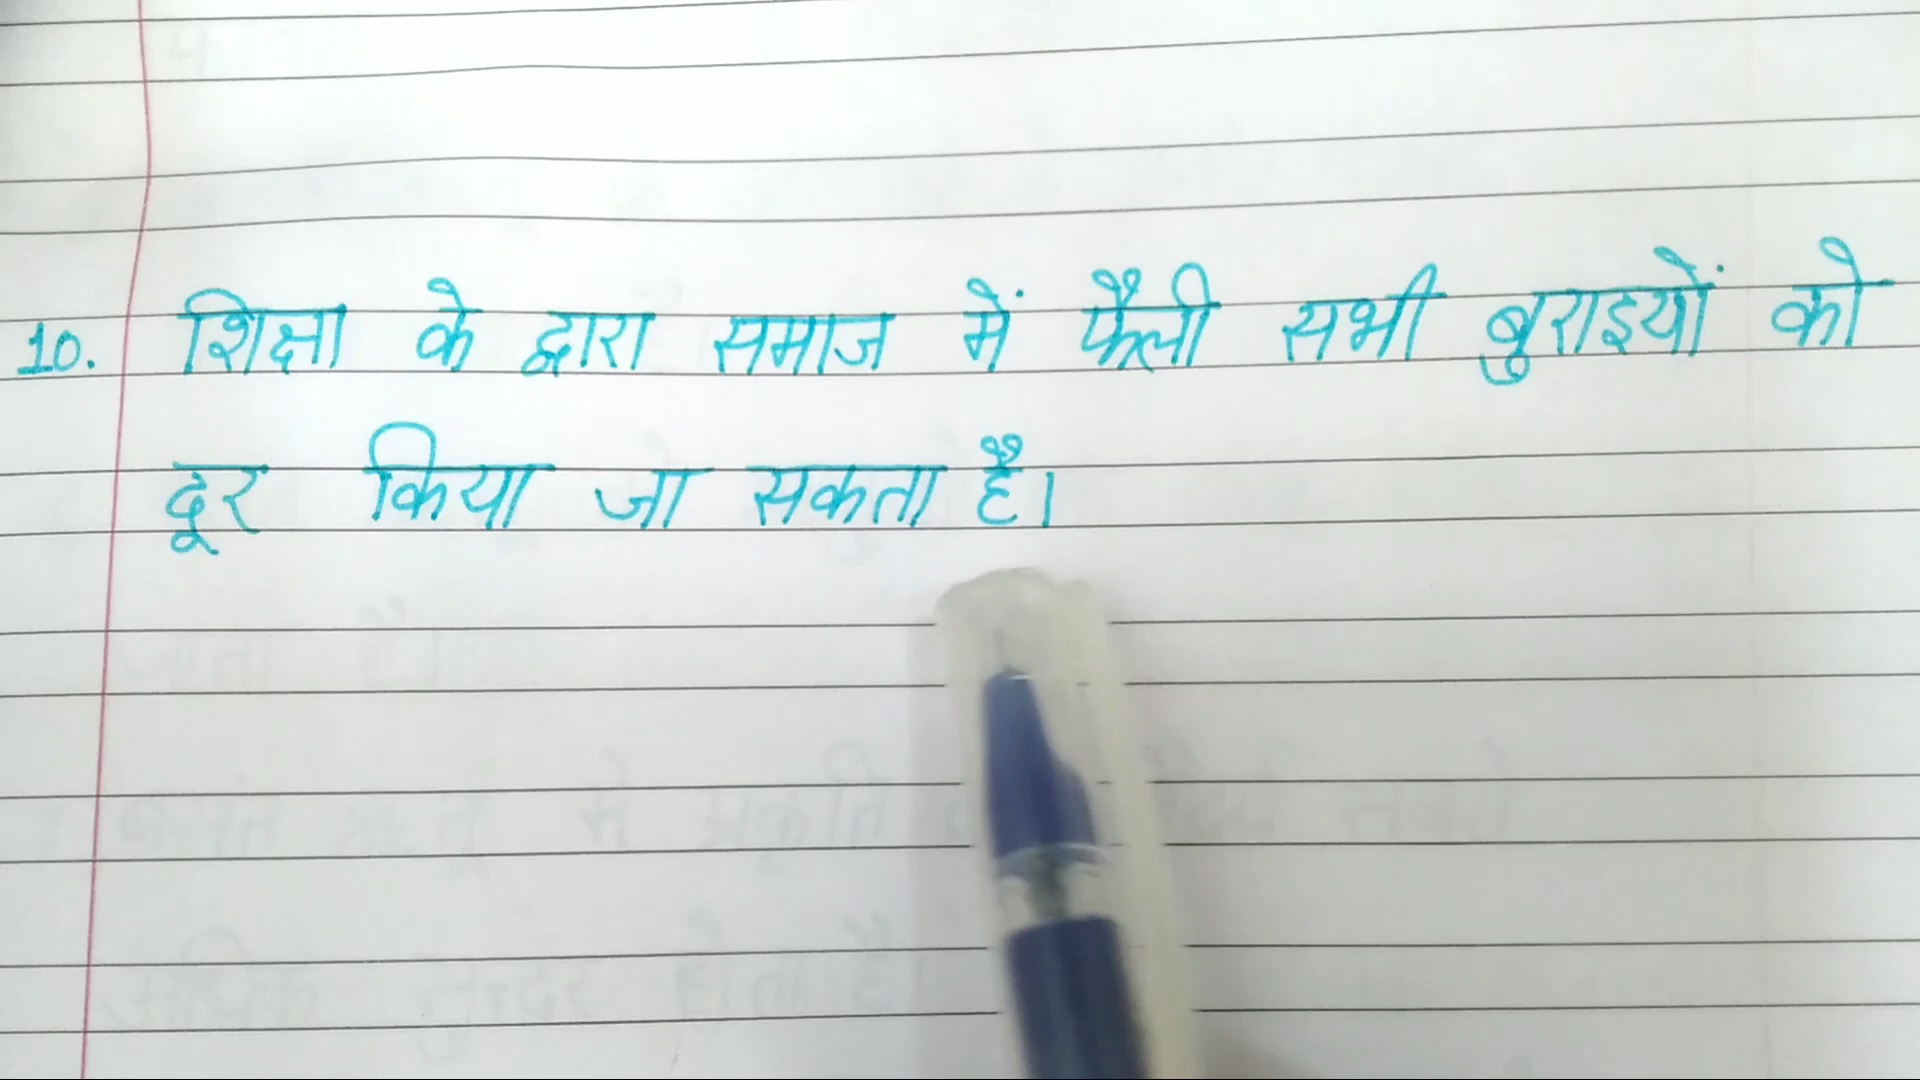 10. शिक्षा के द्वारा समाज में फैली सभी बुराइयों को
दूर किया जा सकता है।